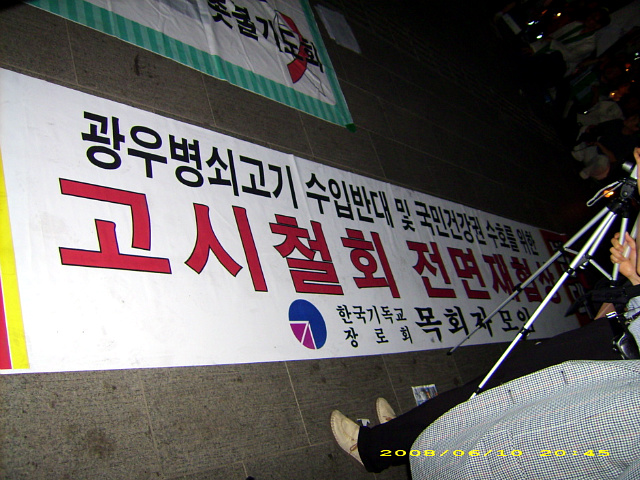 촛불기도회
광우병쇠고기 수입반대 및 국민건강권 수호를 위한
고시철회 전면재협상
한국기독교
장로회 목회자 모임
2008/06/10 20:45